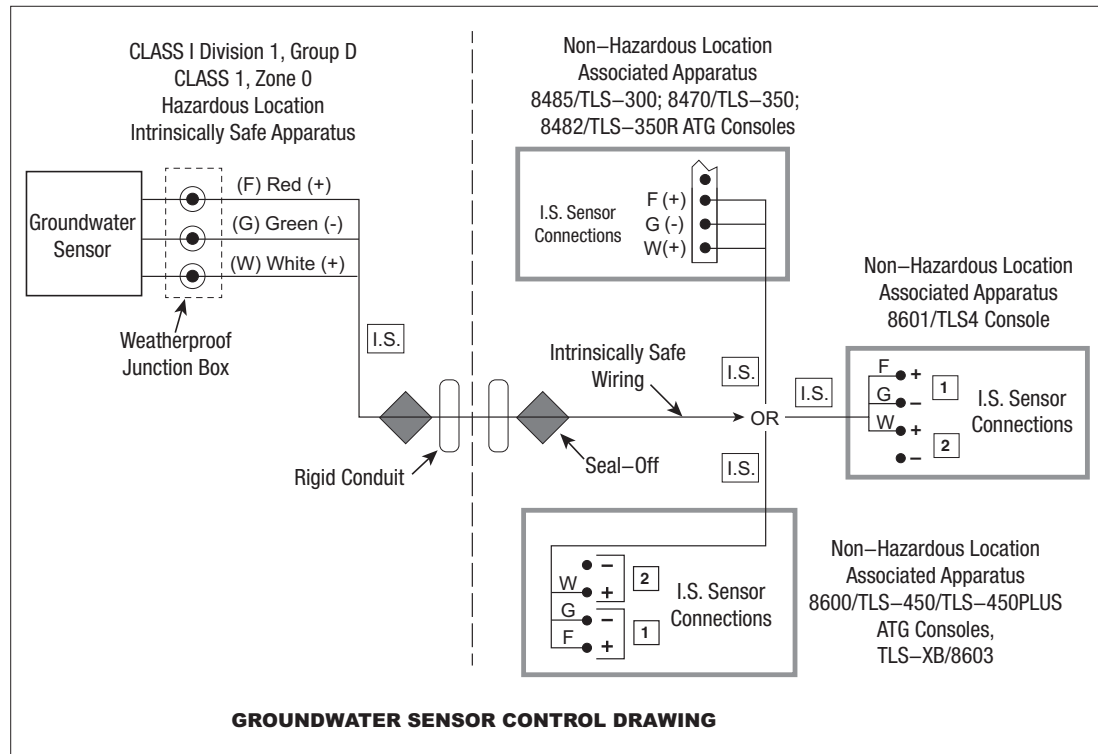 CLASS I Division 1, Group D
CLASS 1, Zone 0
Hazardous Location
Intrinsically Safe Apparatus
Groundwater
Sensor
(F) Red (+)
(G) Green (-)
(W) White (+)
Weatherproof
Junction Box
I.S.
Rigid Conduit
Seal–Off
Intrinsically Safe
Wiring
OR
Non–Hazardous Location
Associated Apparatus
8485/TLS–300; 8470/TLS–350;
8482/TLS–350R ATG Consoles
I.S. Sensor
Connections
F (+)
G (-)
W(+)
I.S.
I.S.
I.S.
Non–Hazardous Location
Associated Apparatus
8601/TLS4 Console
F +
G –
W +
–
1
2
I.S. Sensor
Connections
–
W +
G –
F +
2
1
I.S. Sensor
Connections
Non–Hazardous Location
Associated Apparatus
8600/TLS–450/TLS–450PLUS
ATG Consoles,
TLS–XB/8603
GROUNDWATER SENSOR CONTROL DRAWING